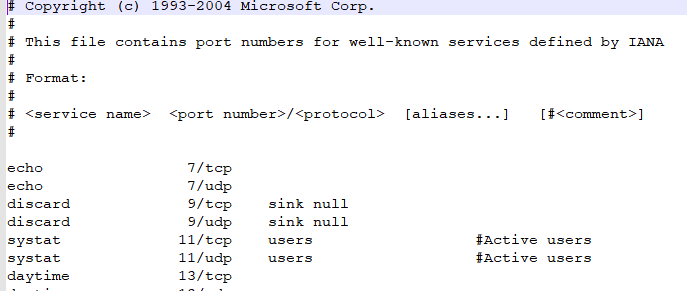 # Copyright (c) 1993-2004 Microsoft Corp.
#
# This file contains port numbers for well-known services defined by IANA
#
# Format:
#
# <service name>  <port number>/<protocol>  [aliases...]   [#<comment>]
#
echo                7/tcp
echo                7/udp
discard             9/tcp    sink null
discard             9/udp    sink null
systat             11/tcp    users                  #Active users
systat             11/udp    users                  #Active users
daytime            13/tcp